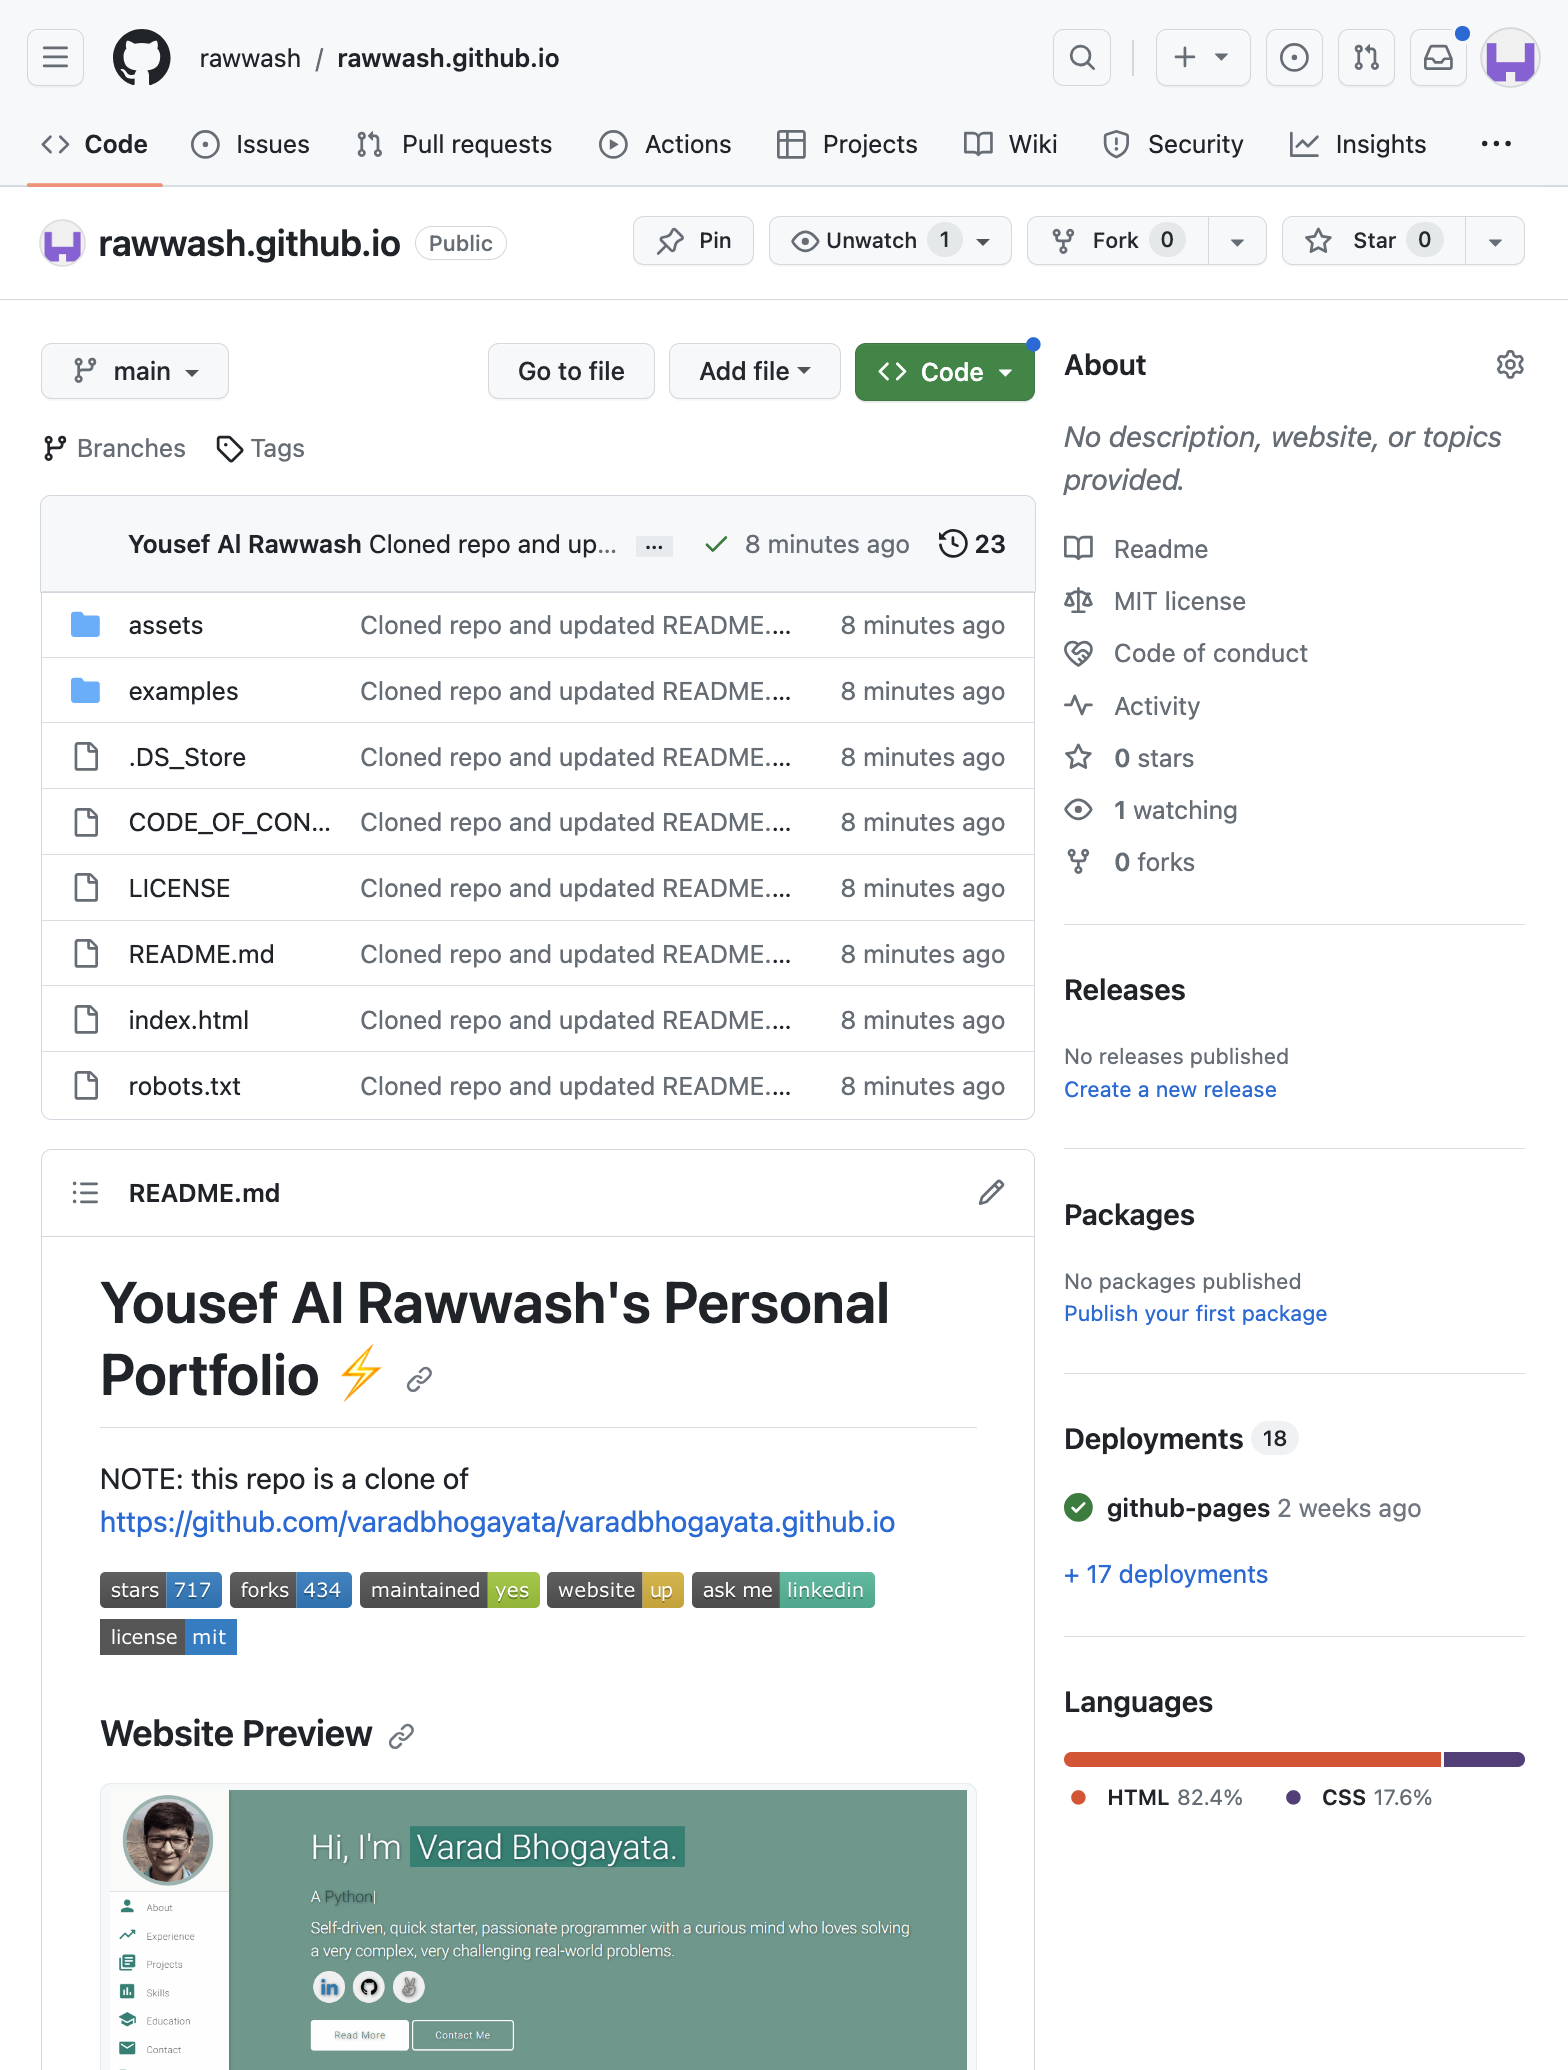 rawwash / rawwash.github.io
Code Issues Pull requests Actions Projects Wiki Security Insights ...
rawwash.github.io Public Pin Unwatch 1 Fork 0 Star 0
main Go to file Add file Code
Branches Tags
Yousef Al Rawwash Cloned repo and up... ... 8 minutes ago 23
assets Cloned repo and updated README.... 8 minutes ago
examples Cloned repo and updated README.... 8 minutes ago
.DS_Store Cloned repo and updated README.... 8 minutes ago
CODE_OF_CON... Cloned repo and updated README.... 8 minutes ago
LICENSE Cloned repo and updated README.... 8 minutes ago
README.md Cloned repo and updated README.... 8 minutes ago
index.html Cloned repo and updated README.... 8 minutes ago
robots.txt Cloned repo and updated README.... 8 minutes ago
README.md
Yousef Al Rawwash's Personal
Portfolio ⚡
NOTE: this repo is a clone of
https://github.com/varadbhogayata/varadbhogayata.github.io
stars 717 forks 434 maintained yes website up ask me linkedin
license mit
Website Preview
Hi, I'm Varad Bhogayata.
A Python|
Self-driven, quick starter, passionate programmer with a curious mind who loves solving
a very complex, very challenging real-world problems.
Read More Contact Me
About
Experience
Projects
Skills
Education
Contact
About
No description, website, or topics
provided.
Readme
MIT license
Code of conduct
Activity
0 stars
1 watching
0 forks
Releases
No releases published
Create a new release
Packages
No packages published
Publish your first package
Deployments 18
github-pages 2 weeks ago
+ 17 deployments
Languages
HTML 82.4% CSS 17.6%